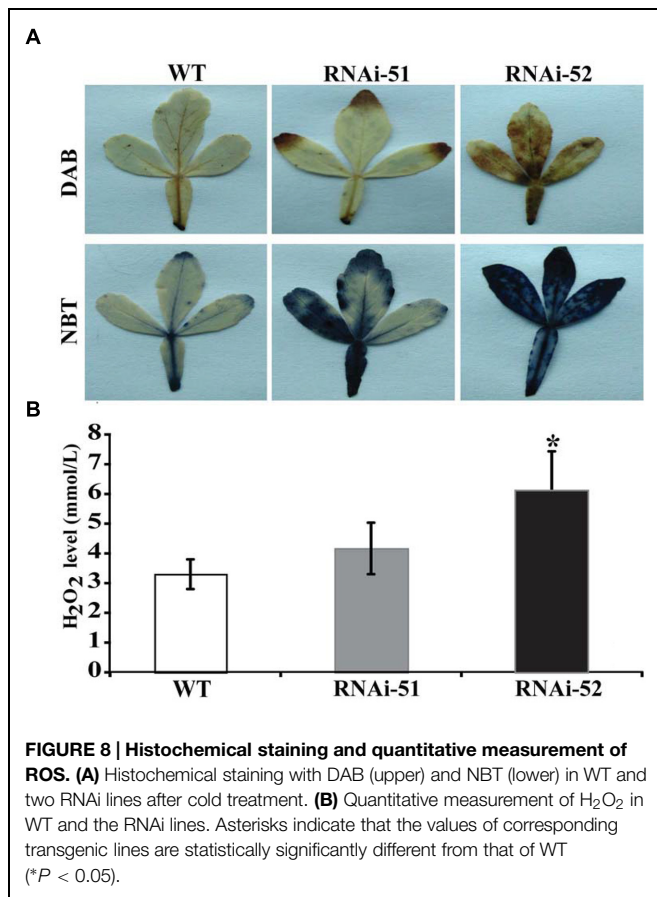 A
WT RNAi-51 RNAi-52
DAB
NBT
B
H2O2 level (mmol/L)
8
7
6
5
4
3
2
1
0
*
WT RNAi-51 RNAi-52
FIGURE 8 | Histochemical staining and quantitative measurement of
ROS. (A) Histochemical staining with DAB (upper) and NBT (lower) in WT and
two RNAi lines after cold treatment. (B) Quantitative measurement of H2O2 in
WT and the RNAi lines. Asterisks indicate that the values of corresponding
transgenic lines are statistically significantly different from that of WT
(*P < 0.05).